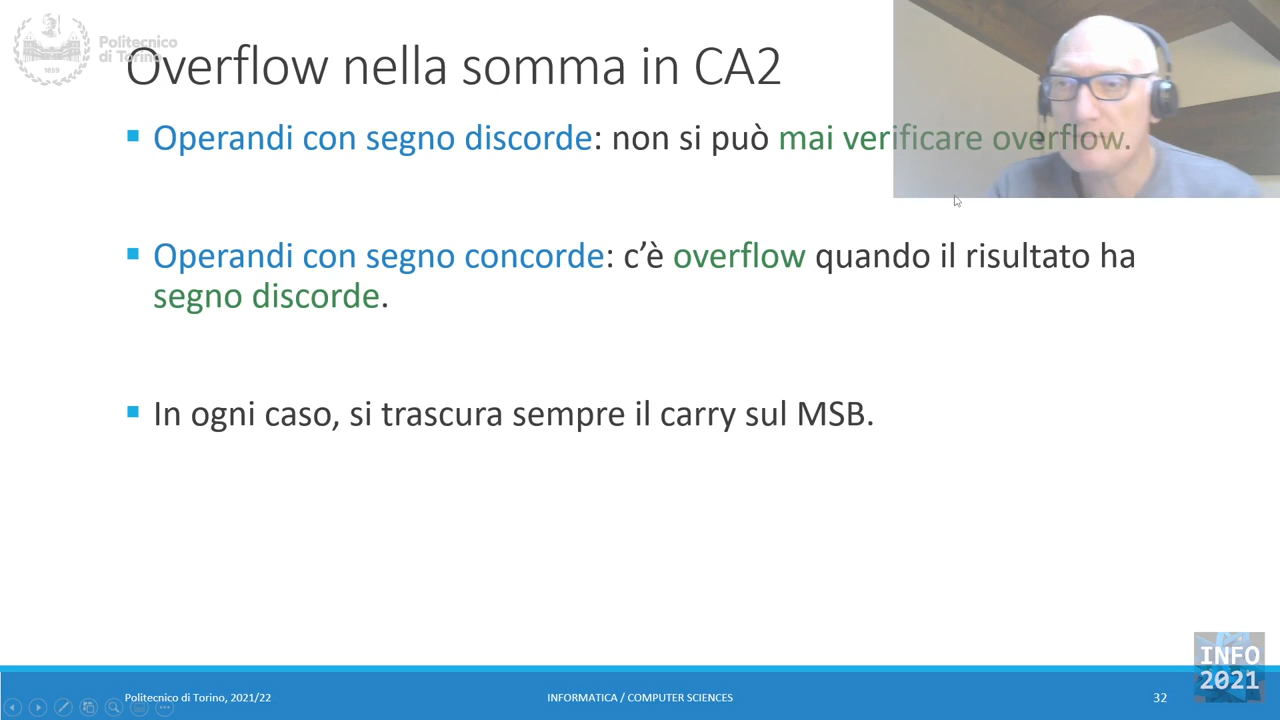 Politecnico
di Torino
1859
Overflow nella somma in CA2
Operandi con segno discorde: non si può mai verificare overflow.
Operandi con segno concorde: c’è overflow quando il risultato ha
segno discorde.
In ogni caso, si trascura sempre il carry sul MSB.
INFO
2021
Politecnico di Torino, 2021/22
INFORMATICA / COMPUTER SCIENCES
32